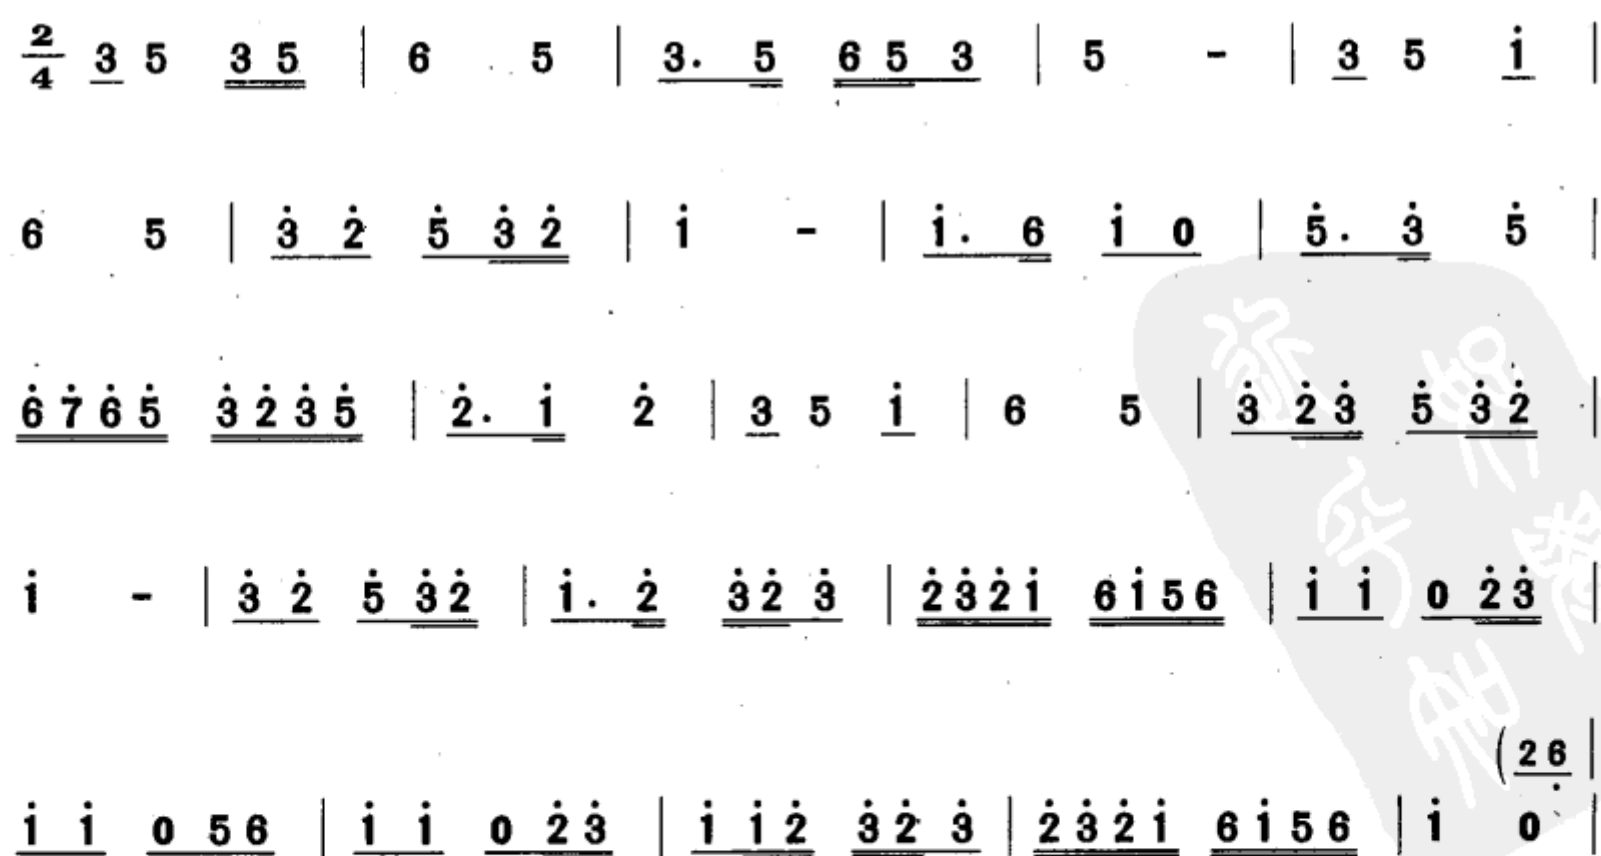 2/4 3 5 3 5 | 6 5 | 3. 5 6 5 3 | 5 - | 3 5 1̇ |
6 5 | 3̇ 2̇ 5̇ 3̇ 2̇ | 1̇ - | 1̇. 6 1̇ 0 | 5̇. 3̇ 5̇ |
6̇ 7̇ 6̇ 5̇ 3̇ 2̇ 3̇ 5̇ | 2̇. 1̇ 2̇ | 3 5 1̇ | 6 5 | 3̇ 2̇ 3̇ 5̇ 3̇ 2̇ |
1̇ - | 3̇ 2̇ 5̇ 3̇ 2̇ | 1̇. 2̇ 3̇ 2̇ 3̇ | 2̇ 3̇ 2̇ 1̇ 6 1̇ 5 6 | 1̇ 1̇ 0 2̇ 3̇ |
(2 6̣ |
1̇ 1̇ 0 5 6 | 1̇ 1̇ 0 2̇ 3̇ | 1̇ 1̇ 2̇ 3̇ 2̇ 3̇ | 2̇ 3̇ 2̇ 1̇ 6 1̇ 5 6 | 1̇ 0 |